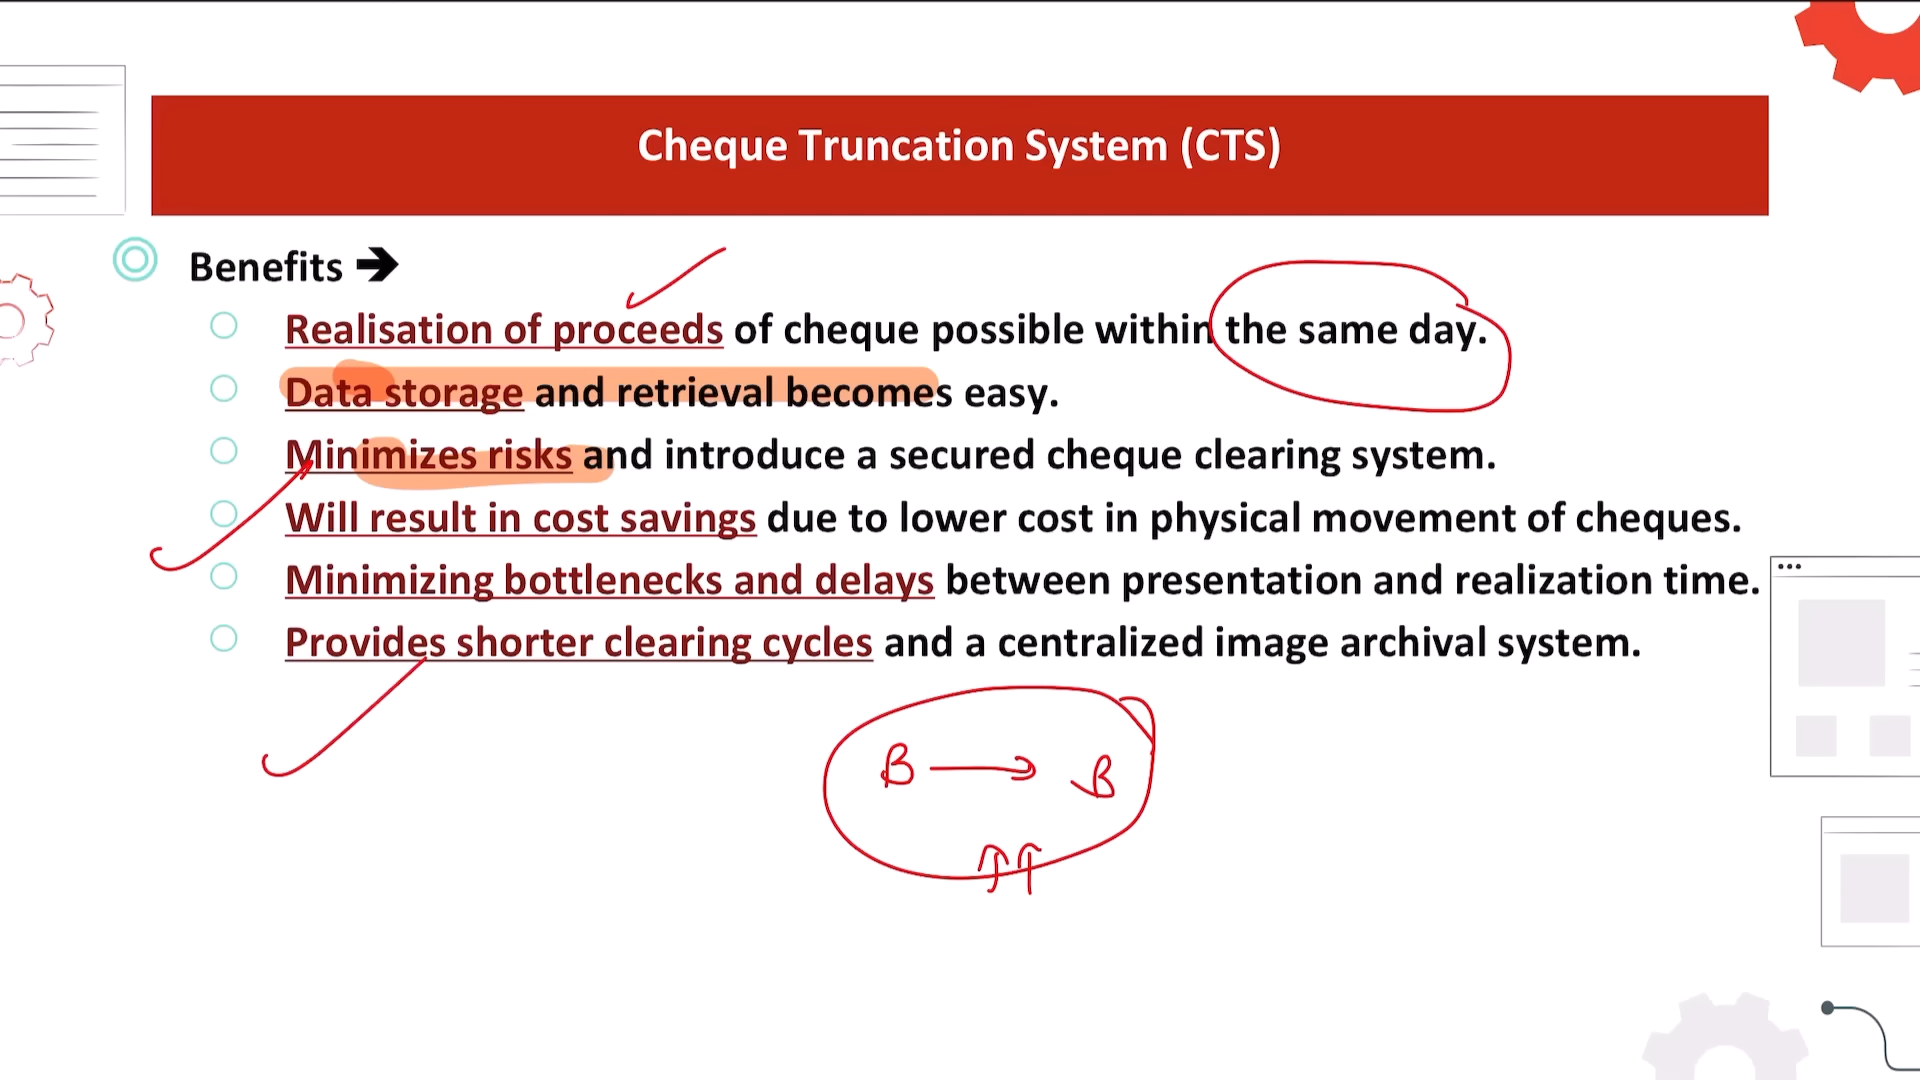 Cheque Truncation System (CTS)
Benefits ➔
Realisation of proceeds of cheque possible within the same day.
Data storage and retrieval becomes easy.
Minimizes risks and introduce a secured cheque clearing system.
Will result in cost savings due to lower cost in physical movement of cheques.
Minimizing bottlenecks and delays between presentation and realization time.
Provides shorter clearing cycles and a centralized image archival system.
B → B
↑↑